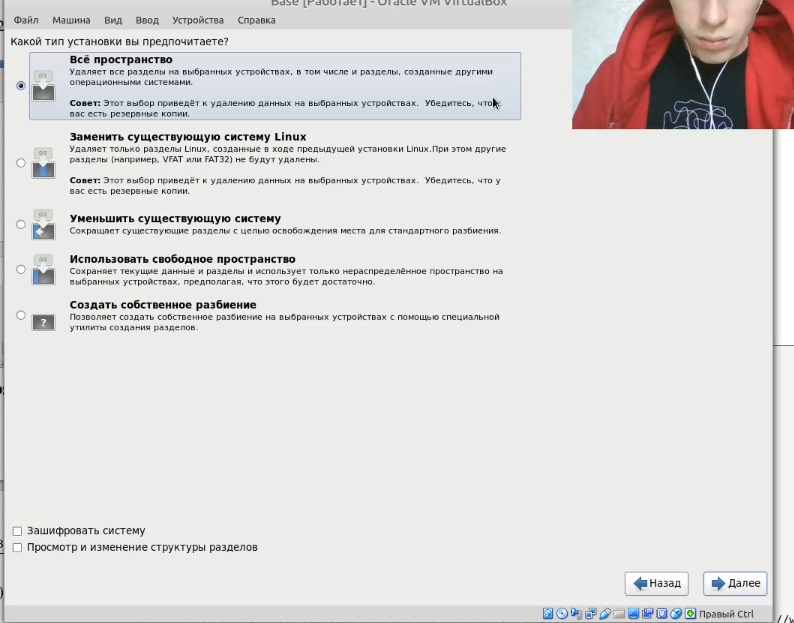 Base [Работает] - Oracle VM VirtualBox
Файл Машина Вид Ввод Устройства Справка
Какой тип установки вы предпочитаете?
Всё пространство
Удаляет все разделы на выбранных устройствах, в том числе и разделы, созданные другими
операционными системами.
Совет: Этот выбор приведёт к удалению данных на выбранных устройствах. Убедитесь, что у
вас есть резервные копии.
Заменить существующую систему Linux
Удаляет только разделы Linux, созданные в ходе предыдущей установки Linux.При этом другие
разделы (например, VFAT или FAT32) не будут удалены.
Совет: Этот выбор приведёт к удалению данных на выбранных устройствах. Убедитесь, что у
вас есть резервные копии.
Уменьшить существующую систему
Сокращает существующие разделы с целью освобождения места для стандартного разбиения.
Использовать свободное пространство
Сохраняет текущие данные и разделы и использует только нераспределённое пространство на
выбранных устройствах, предполагая, что этого будет достаточно.
Создать собственное разбиение
Позволяет создать собственное разбиение на выбранных устройствах с помощью специальной
утилиты создания разделов.
Зашифровать систему
Просмотр и изменение структуры разделов
Назад Далее
Правый Ctrl